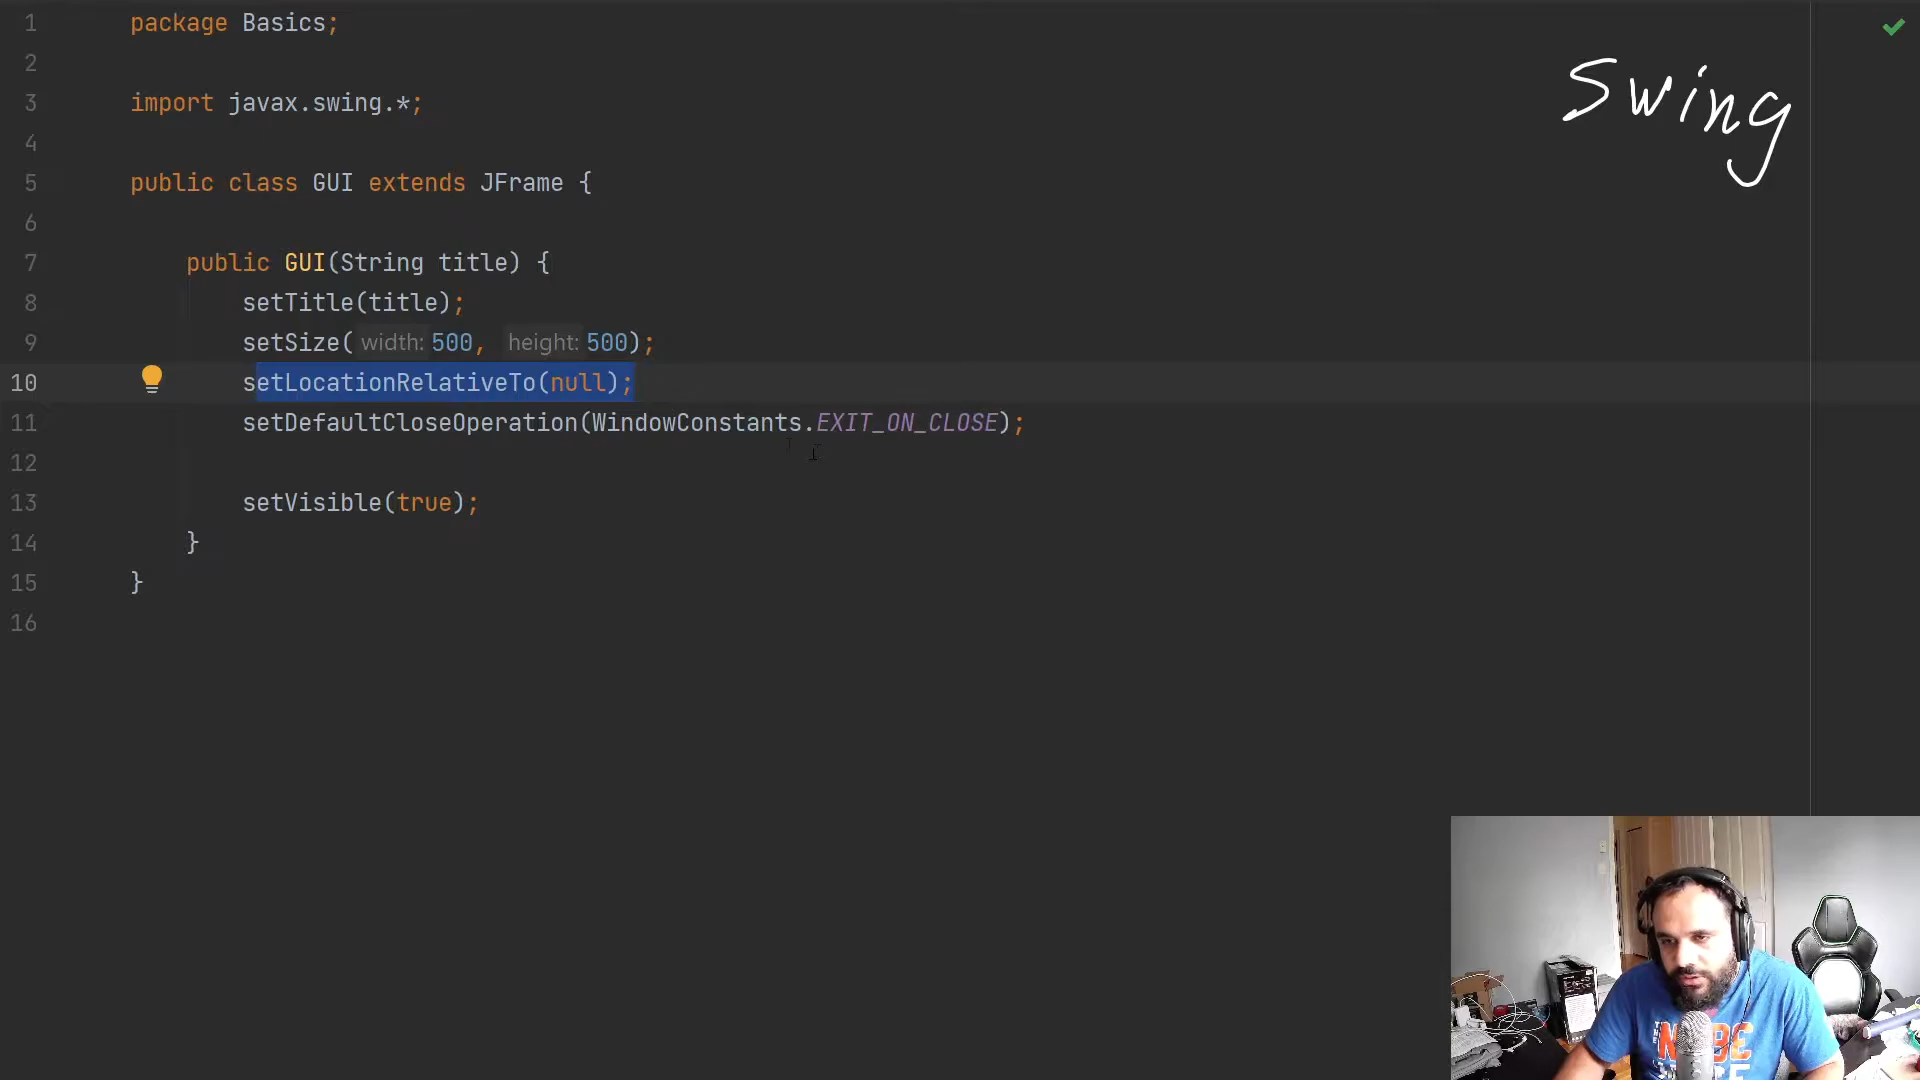 1 package Basics;
2
3 import javax.swing.*;
4
5 public class GUI extends JFrame {
6
7 public GUI(String title) {
8 setTitle(title);
9 setSize( width: 500, height: 500);
10 setLocationRelativeTo(null);
11 setDefaultCloseOperation(WindowConstants.EXIT_ON_CLOSE);
12
13 setVisible(true);
14 }
15 }
16
Swing